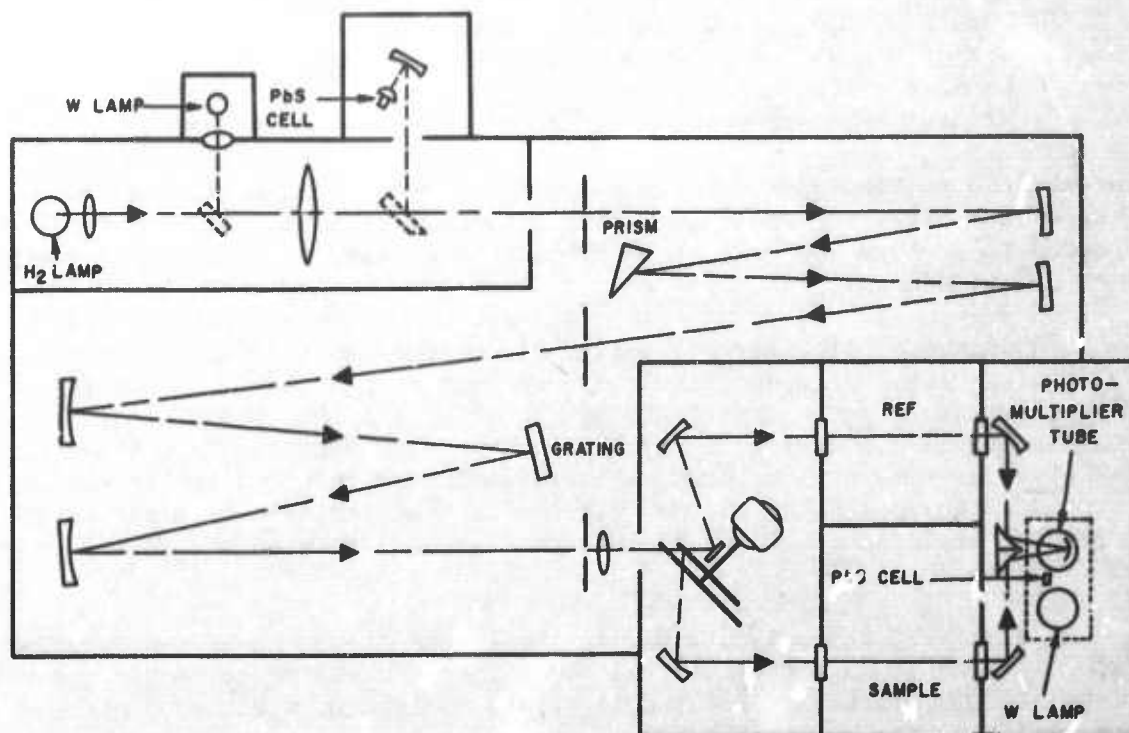 W LAMP
PbS
CELL
H2 LAMP
PRISM
GRATING
REF
PHOTO-
MULTIPLIER
TUBE
CELL
SAMPLE
W LAMP